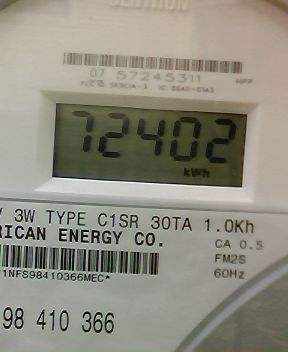 07 57245311
HPP
72402
kWh
3W TYPE C1SR 30TA 1.0Kh
RICAN ENERGY CO.
CA 0.5
FM2S
60Hz
1NFS98410366MEC*
98 410 366